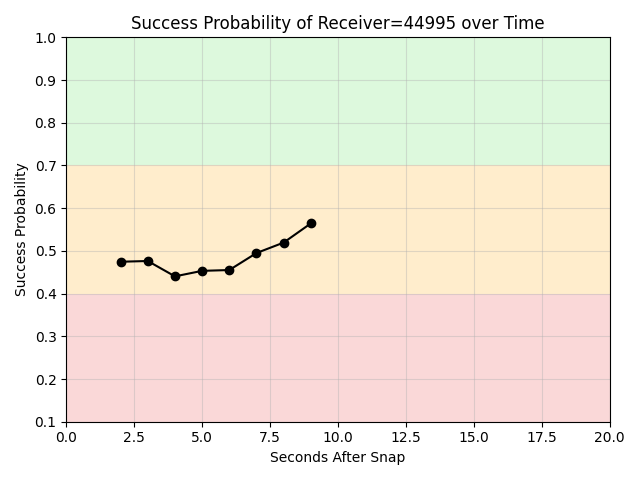 Success Probability of Receiver=44995 over Time
1.0
0.9
0.8
0.7
0.6
0.5
0.4
0.3
0.2
0.1
Success Probability
0.0 2.5 5.0 7.5 10.0 12.5 15.0 17.5 20.0
Seconds After Snap